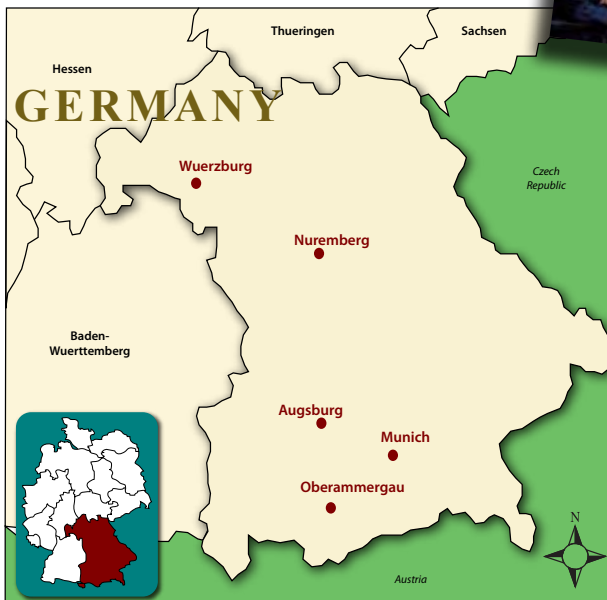 Thueringen
Sachsen
Hessen
GERMANY
Wuerzburg
Czech
Republic
Nuremberg
Baden-
Wuerttemberg
Augsburg
Munich
Oberammergau
N
Austria